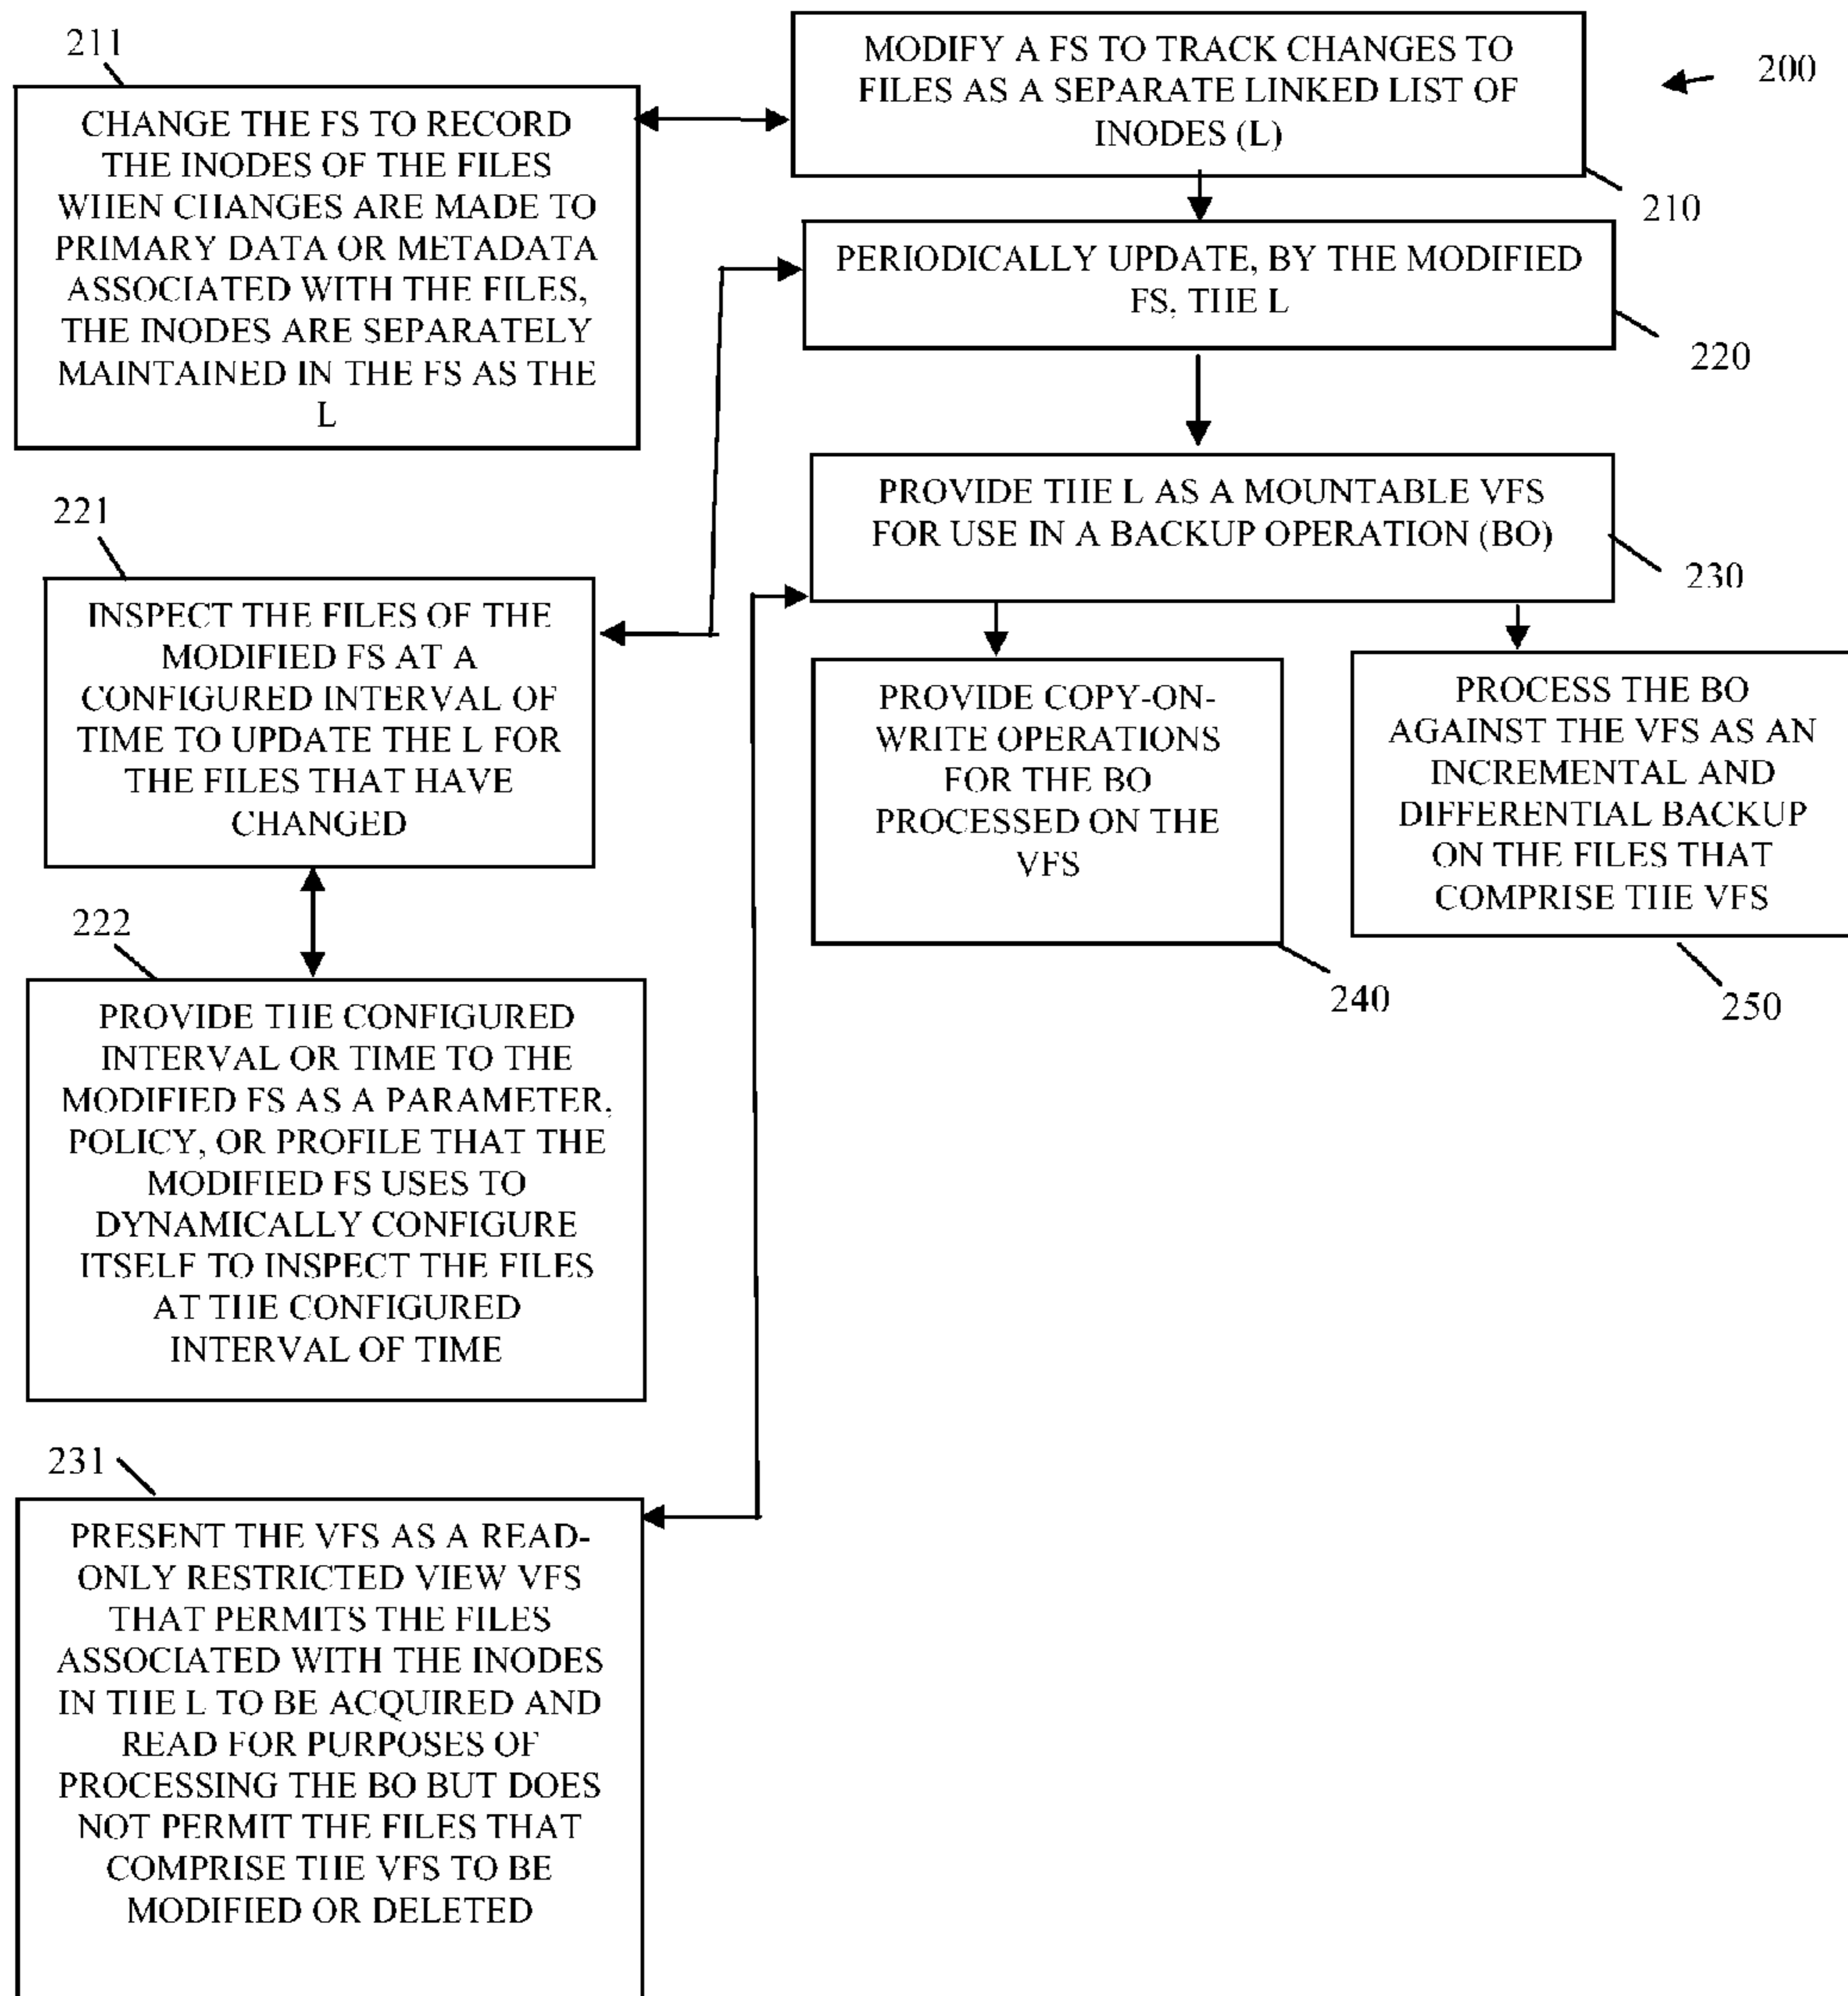 211
CHANGE THE FS TO RECORD
THE INODES OF THE FILES
WHEN CHANGES ARE MADE TO
PRIMARY DATA OR METADATA
ASSOCIATED WITH THE FILES,
THE INODES ARE SEPARATELY
MAINTAINED IN THE FS AS THE
L
MODIFY A FS TO TRACK CHANGES TO
FILES AS A SEPARATE LINKED LIST OF
INODES (L)
200
210
PERIODICALLY UPDATE, BY THE MODIFIED
FS, THE L
220
221
INSPECT THE FILES OF THE
MODIFIED FS AT A
CONFIGURED INTERVAL OF
TIME TO UPDATE THE L FOR
THE FILES THAT HAVE
CHANGED
PROVIDE THE L AS A MOUNTABLE VFS
FOR USE IN A BACKUP OPERATION (BO)
230
PROVIDE COPY-ON-
WRITE OPERATIONS
FOR THE BO
PROCESSED ON THE
VFS
240
PROCESS THE BO
AGAINST THE VFS AS AN
INCREMENTAL AND
DIFFERENTIAL BACKUP
ON THE FILES THAT
COMPRISE THE VFS
250
222
PROVIDE THE CONFIGURED
INTERVAL OR TIME TO THE
MODIFIED FS AS A PARAMETER,
POLICY, OR PROFILE THAT THE
MODIFIED FS USES TO
DYNAMICALLY CONFIGURE
ITSELF TO INSPECT THE FILES
AT THE CONFIGURED
INTERVAL OF TIME
231
PRESENT THE VFS AS A READ-
ONLY RESTRICTED VIEW VFS
THAT PERMITS THE FILES
ASSOCIATED WITH THE INODES
IN THE L TO BE ACQUIRED AND
READ FOR PURPOSES OF
PROCESSING THE BO BUT DOES
NOT PERMIT THE FILES THAT
COMPRISE THE VFS TO BE
MODIFIED OR DELETED